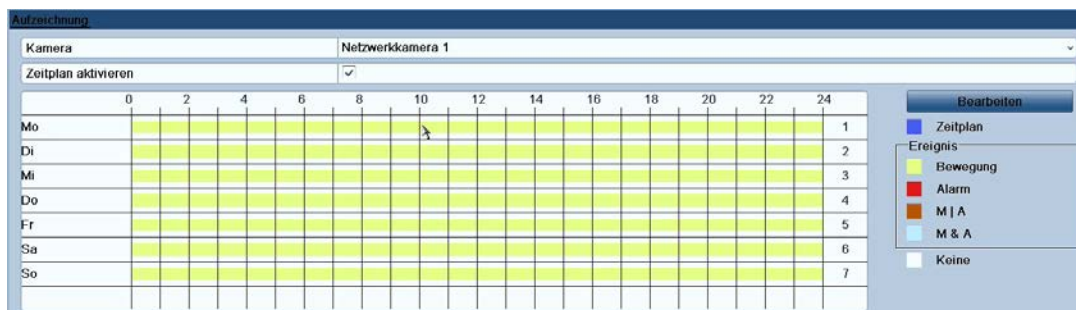 Aufzeichnung
Kamera Netzwerkkamera 1
Zeitplan aktivieren
0 2 4 6 8 10 12 14 16 18 20 22 24
Bearbeiten
Mo 1
Zeitplan
Di 2
Ereignis
Bewegung
Mi 3
Alarm
Do 4
M | A
Fr 5
M & A
Sa 6
Keine
So 7